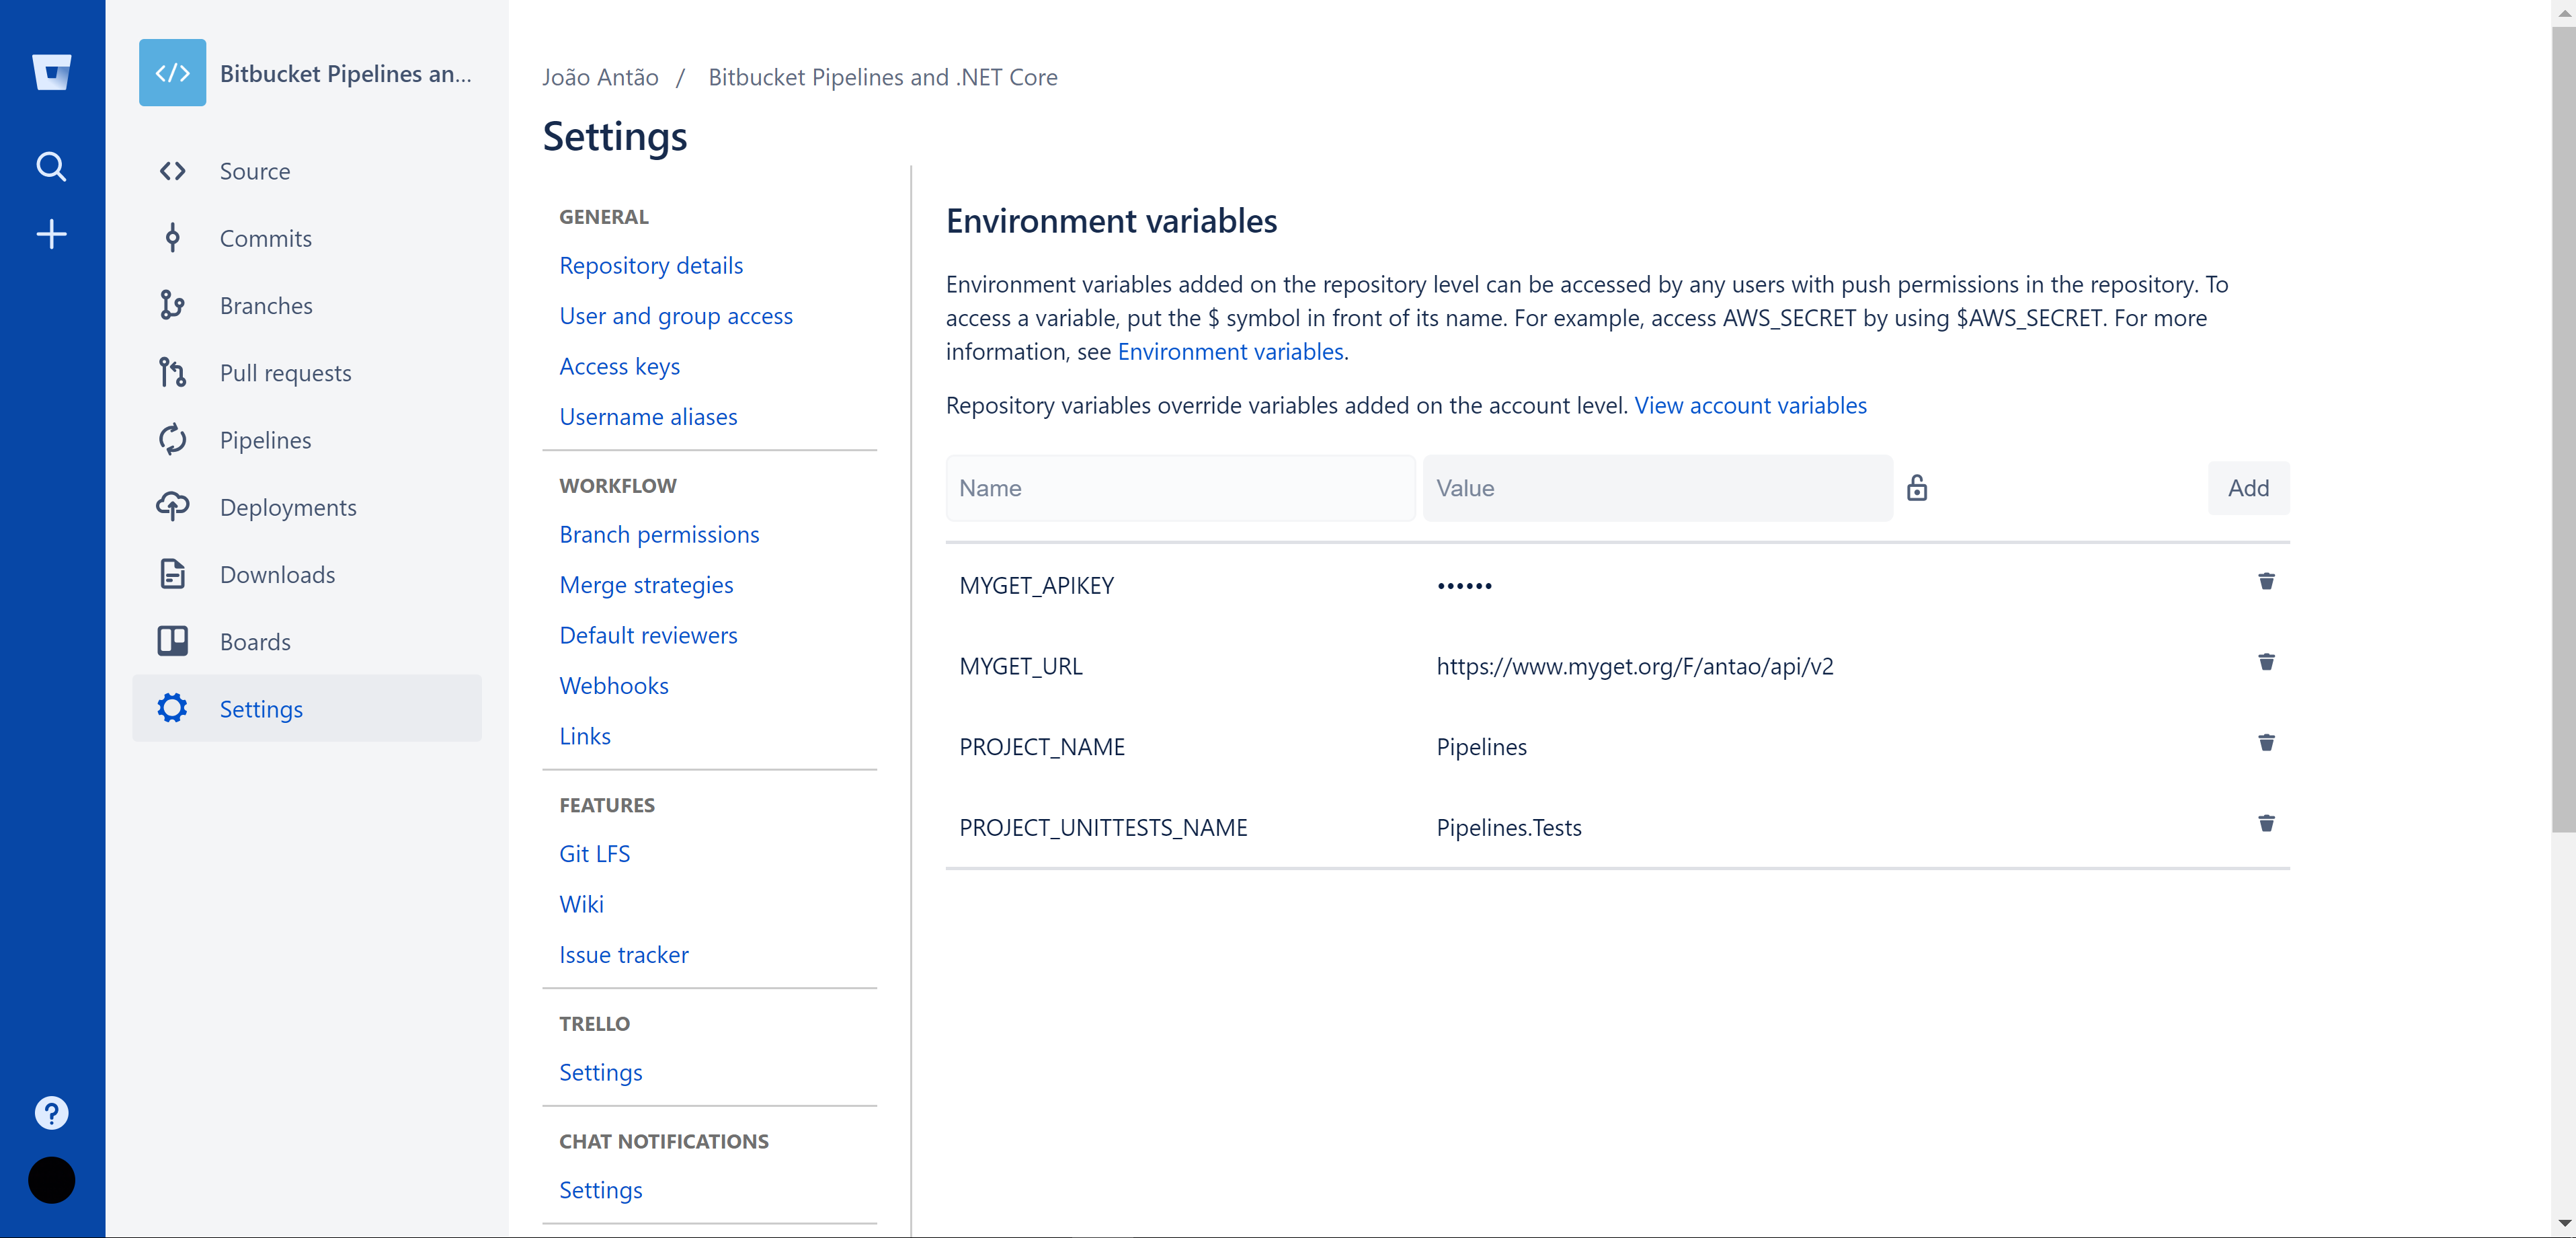 Bitbucket Pipelines an...
Source
Commits
Branches
Pull requests
Pipelines
Deployments
Downloads
Boards
Settings
João Antão / Bitbucket Pipelines and .NET Core
Settings
GENERAL
Repository details
User and group access
Access keys
Username aliases
WORKFLOW
Branch permissions
Merge strategies
Default reviewers
Webhooks
Links
FEATURES
Git LFS
Wiki
Issue tracker
TRELLO
Settings
CHAT NOTIFICATIONS
Settings
Environment variables
Environment variables added on the repository level can be accessed by any users with push permissions in the repository. To
access a variable, put the $ symbol in front of its name. For example, access AWS_SECRET by using $AWS_SECRET. For more
information, see Environment variables.
Repository variables override variables added on the account level. View account variables
Name Value Add
MYGET_APIKEY ••••••
MYGET_URL https://www.myget.org/F/antao/api/v2
PROJECT_NAME Pipelines
PROJECT_UNITTESTS_NAME Pipelines.Tests